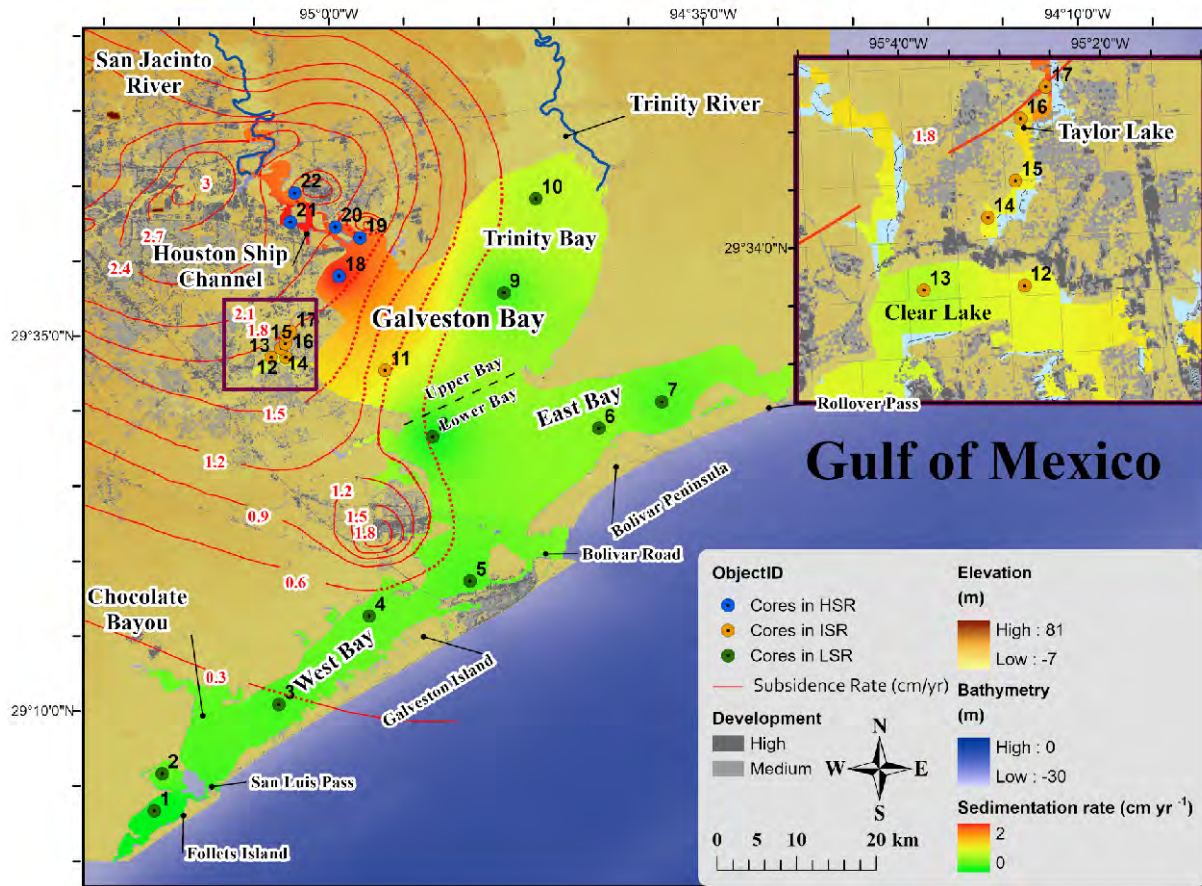 95°0'0"W
94°35'0"W
94°10'0"W
San Jacinto
River
Trinity River
3
22
21
20
19
10
Trinity Bay
2.7
Houston Ship
Channel
2.4
18
9
29°35'0"N
2.1
1.8
17
15
13
16
12
14
Galveston Bay
11
Upper Bay
Lower Bay
1.5
East Bay
7
6
Rollover Pass
1.2
Gulf of Mexico
Bolivar Peninsula
0.9
1.2
1.5
1.8
Bolivar Road
0.6
5
Chocolate
Bayou
4
West Bay
0.3
3
Galveston Island
29°10'0"N
2
San Luis Pass
1
Follets Island
95°4'0"W
95°2'0"W
17
16
1.8
Taylor Lake
15
14
29°34'0"N
13
12
Clear Lake
ObjectID
Cores in HSR
Cores in ISR
Cores in LSR
Subsidence Rate (cm/yr)
Development
High
Medium
N
W
E
S
0 5 10 20 km
Elevation
(m)
High : 81
Low : -7
Bathymetry
(m)
High : 0
Low : -30
Sedimentation rate (cm yr -1)
2
0